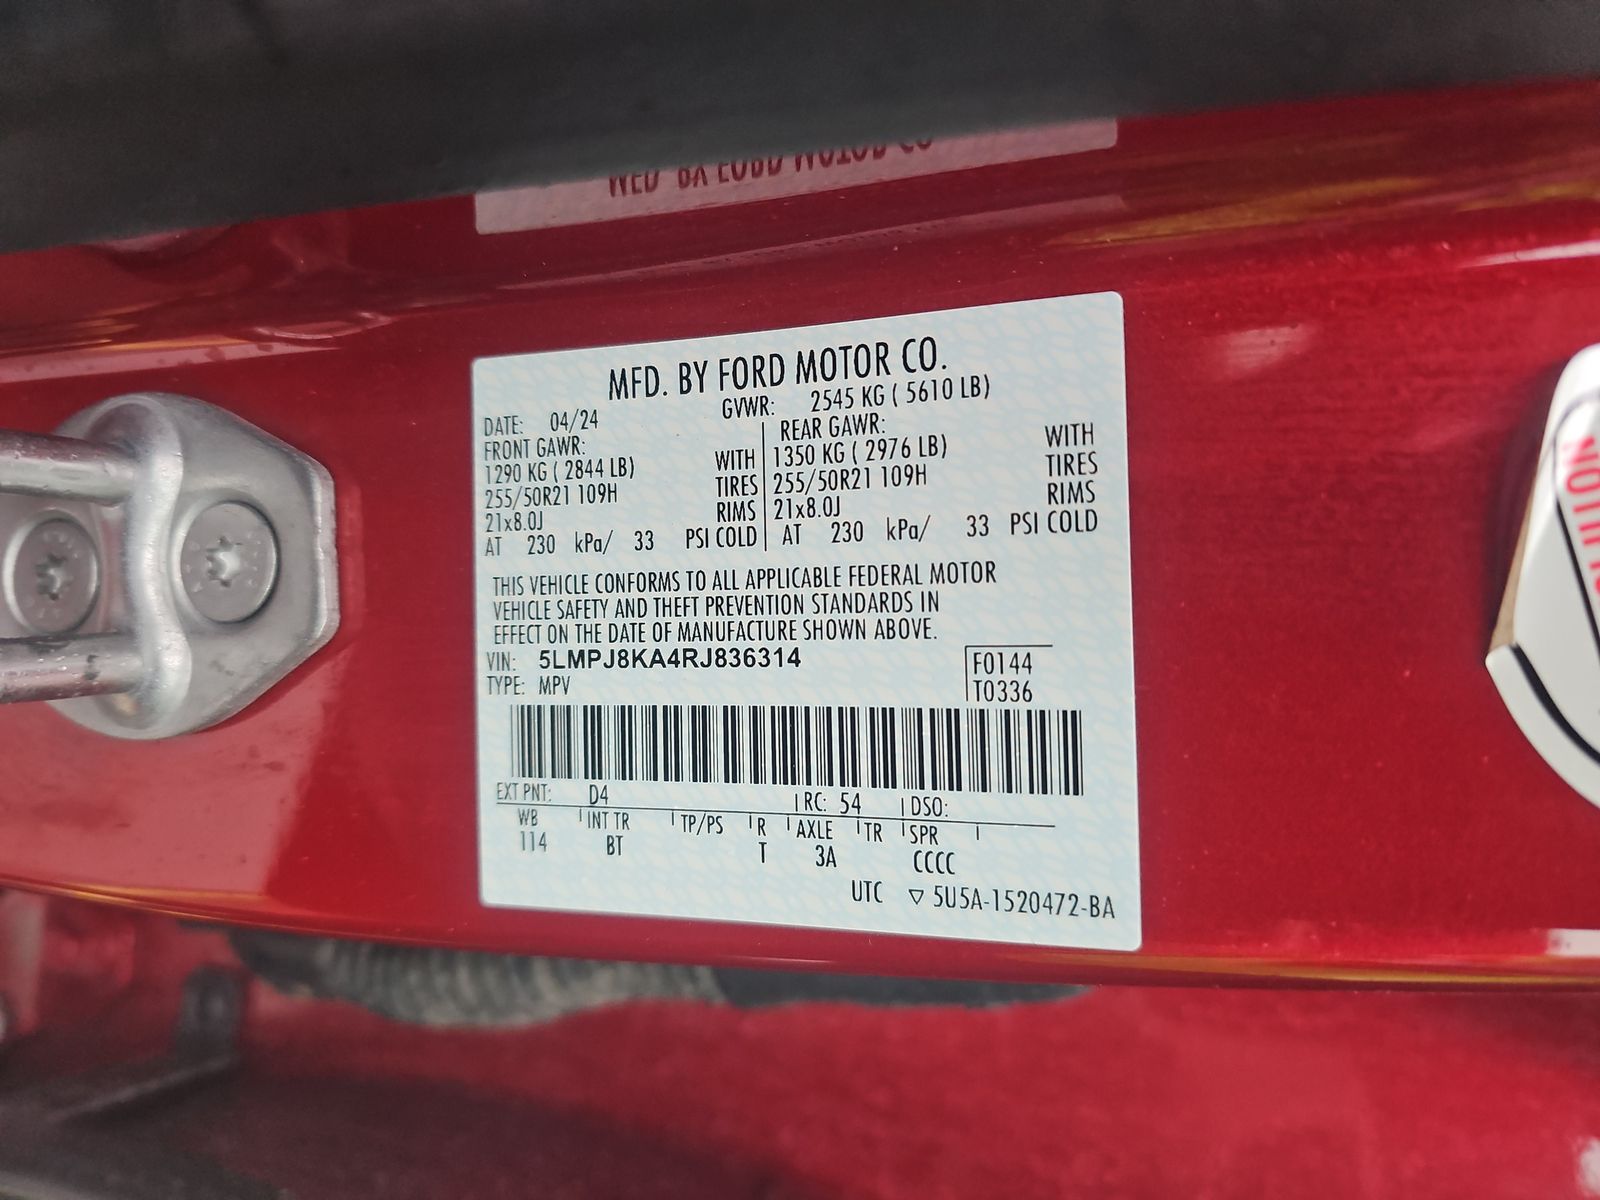 MFD. BY FORD MOTOR CO.
MFD. BY FORD MOTOR CO.
DATE: 04/24 GVWR: 2545 KG ( 5610 LB)
FRONT GAWR: REAR GAWR:
1290 KG ( 2844 LB) WITH 1350 KG ( 2976 LB) WITH
255/50R21 109H TIRES 255/50R21 109H TIRES
21x8.0J RIMS 21x8.0J RIMS
AT 230 kPa/ 33 PSI COLD AT 230 kPa/ 33 PSI COLD
THIS VEHICLE CONFORMS TO ALL APPLICABLE FEDERAL MOTOR
VEHICLE SAFETY AND THEFT PREVENTION STANDARDS IN
EFFECT ON THE DATE OF MANUFACTURE SHOWN ABOVE.
VIN: 5LMPJ8KA4RJ836314 F0144
TYPE: MPV T0336
EXT PNT: D4 RC: 54 DSO:
WB INT TR TP/PS R AXLE TR SPR
114 BT T 3A CCCC
UTC ▽ 5U5A-1520472-BA